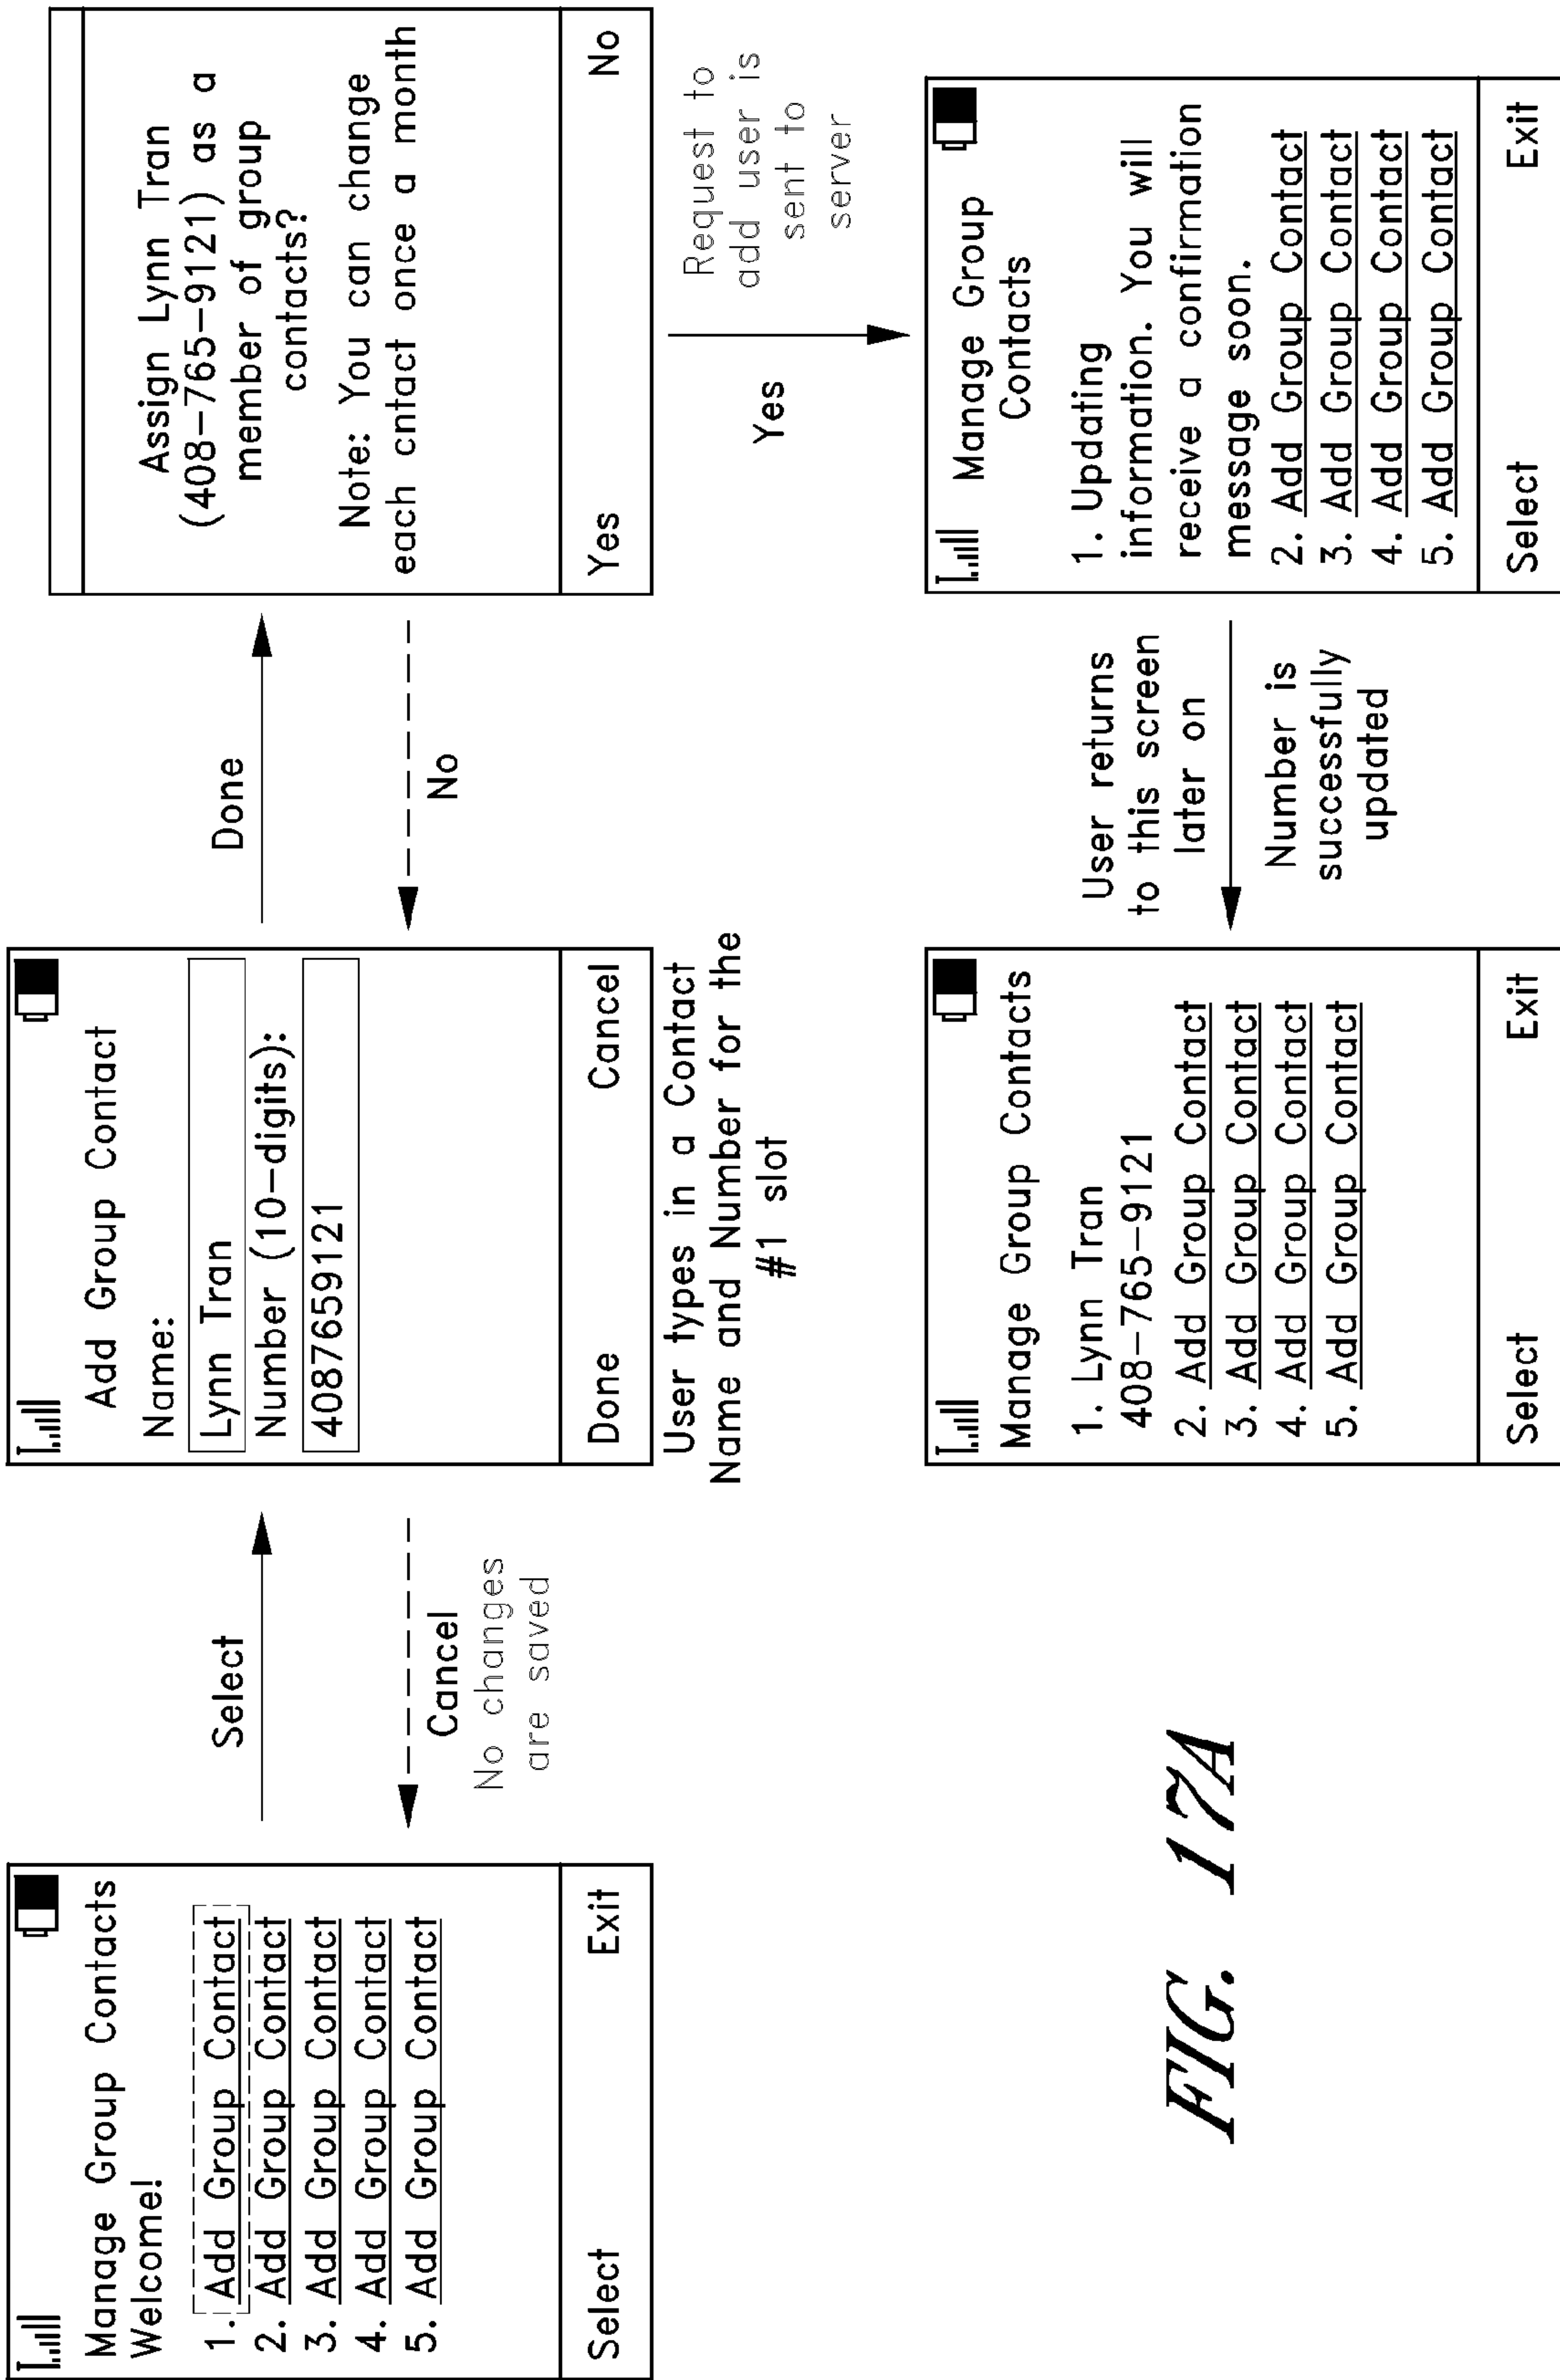 Manage Group Contacts
Welcome!
1. Add Group Contact
2. Add Group Contact
3. Add Group Contact
4. Add Group Contact
5. Add Group Contact
Select Exit
Select
Cancel
No changes
are saved
Add Group Contact
Name:
Lynn Tran
Number (10-digits):
4087659121
Done Cancel
User types in a Contact
Name and Number for the
#1 slot
Done
No
Assign Lynn Tran
(408-765-9121) as a
member of group
contacts?
Note: You can change
each cntact once a month
Yes No
Yes
Request to
add user is
sent to
server
Manage Group
Contacts
1. Updating
information. You will
receive a confirmation
message soon.
2. Add Group Contact
3. Add Group Contact
4. Add Group Contact
5. Add Group Contact
Select Exit
User returns
to this screen
later on
Number is
successfully
updated
Manage Group Contacts
1. Lynn Tran
408-765-9121
2. Add Group Contact
3. Add Group Contact
4. Add Group Contact
5. Add Group Contact
Select Exit
FIG. 17A